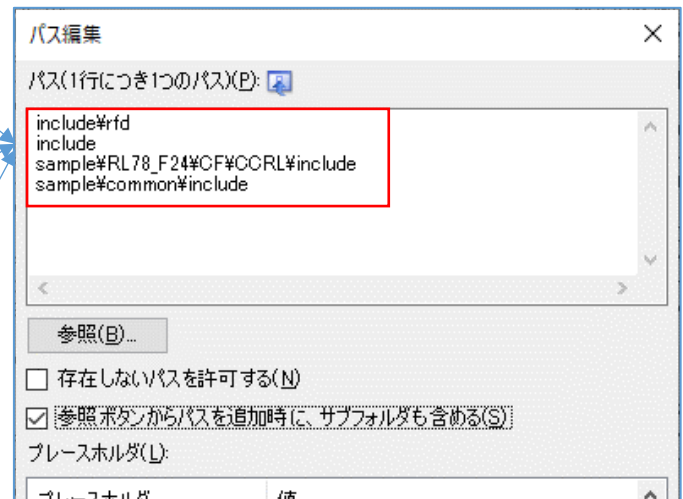 パス編集
パス(1行につき1つのパス)(P):
include¥rfd
include
sample¥RL78_F24¥CF¥CCRL¥include
sample¥common¥include
参照(B)...
存在しないパスを許可する(N)
参照ボタンからパスを追加時に、サブフォルダも含める(S)
プレースホルダ(L):
プレースホルダ 値